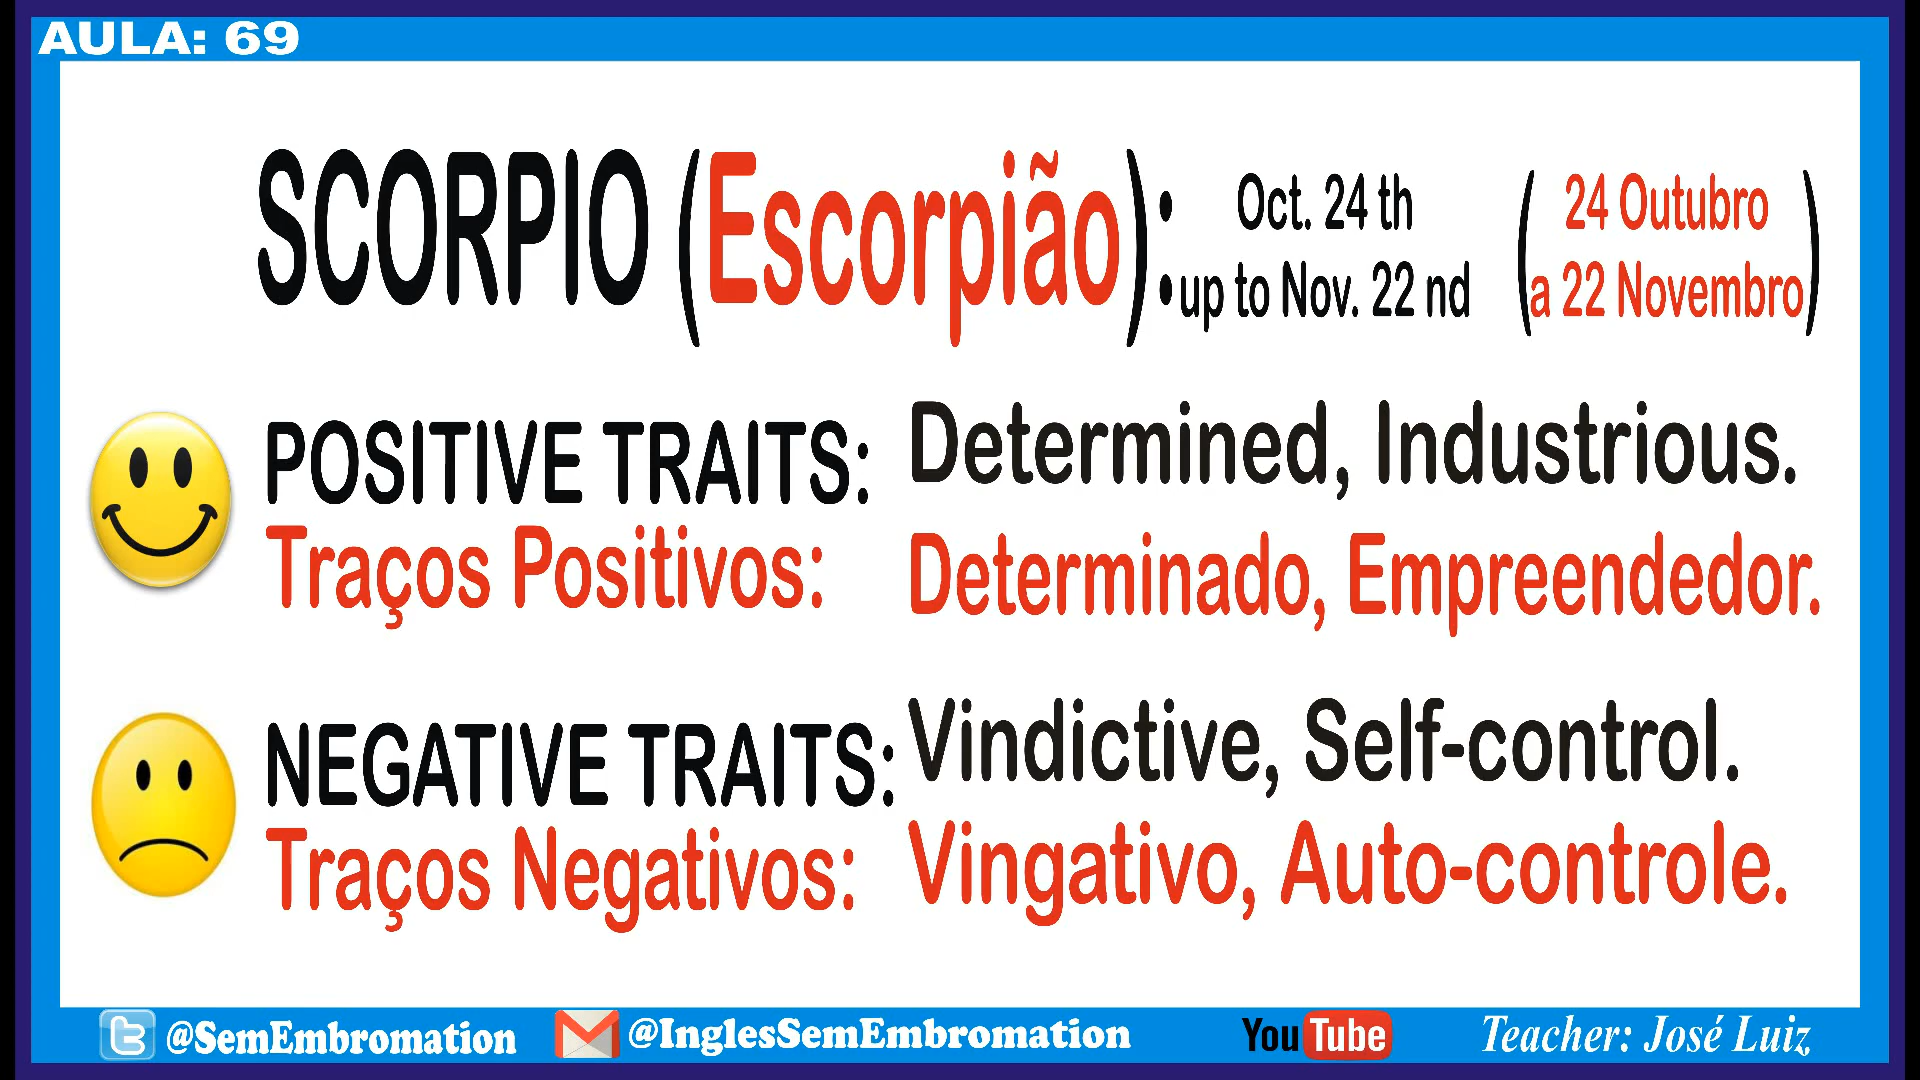 AULA: 69
SCORPIO (Escorpião): Oct. 24 th (24 Outubro
up to Nov. 22 nd a 22 Novembro)
POSITIVE TRAITS: Determined, Industrious.
Traços Positivos: Determinado, Empreendedor.
NEGATIVE TRAITS: Vindictive, Self-control.
Traços Negativos: Vingativo, Auto-controle.
@SemEmbromation @InglesSemEmbromation YouTube Teacher: José Luiz